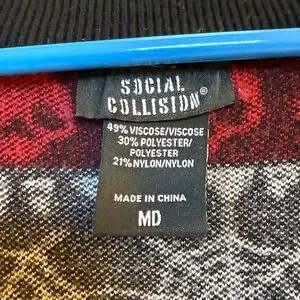 SOCIAL
COLLISION®
49% VISCOSE/VISCOSE
30% POLYESTER/
POLYESTER
21% NYLON/NYLON
MADE IN CHINA
MD